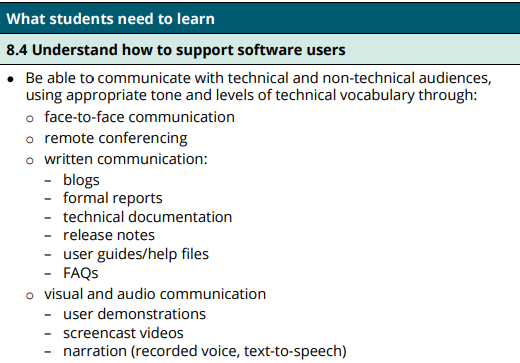 What students need to learn
8.4 Understand how to support software users
● Be able to communicate with technical and non-technical audiences,
using appropriate tone and levels of technical vocabulary through:
o face-to-face communication
o remote conferencing
o written communication:
– blogs
– formal reports
– technical documentation
– release notes
– user guides/help files
– FAQs
o visual and audio communication
– user demonstrations
– screencast videos
– narration (recorded voice, text-to-speech)